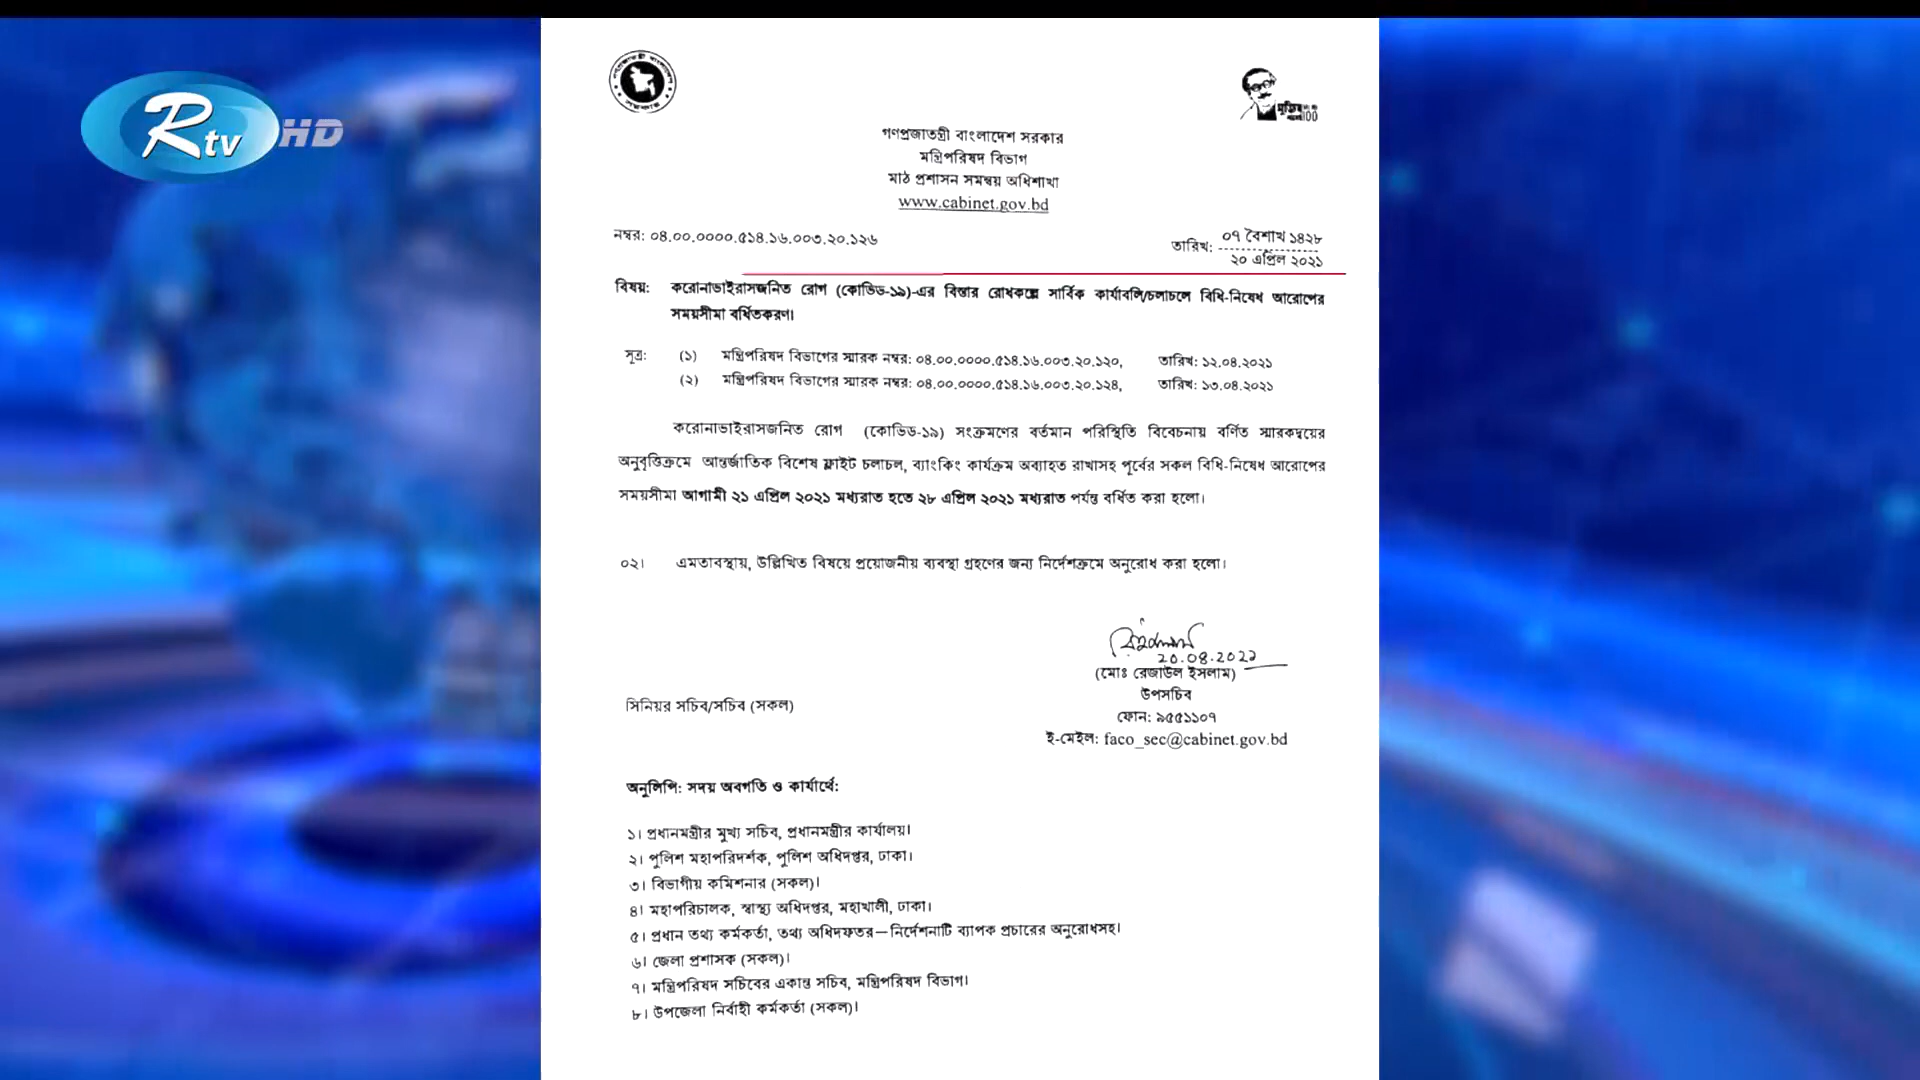 Rtv HD
গণপ্রজাতন্ত্রী বাংলাদেশ সরকার
মন্ত্রিপরিষদ বিভাগ
মাঠ প্রশাসন সমন্বয় অধিশাখা
www.cabinet.gov.bd
নম্বর: ০৪.০০.০০০০.৫১৪.১৬.০০৩.২০.১২৬
তারিখ: ০৭ বৈশাখ ১৪২৮
২০ এপ্রিল ২০২১
বিষয়: করোনাভাইরাসজনিত রোগ (কোভিড-১৯)-এর বিস্তার রোধকল্পে সার্বিক কার্যাবলি/চলাচলে বিধি-নিষেধ আরোপের
সময়সীমা বর্ধিতকরণ।
সূত্র: (১) মন্ত্রিপরিষদ বিভাগের স্মারক নম্বর: ০৪.০০.০০০০.৫১৪.১৬.০০৩.২০.১২০, তারিখ: ১২.০৪.২০২১
(২) মন্ত্রিপরিষদ বিভাগের স্মারক নম্বর: ০৪.০০.০০০০.৫১৪.১৬.০০৩.২০.১২৪, তারিখ: ১৩.০৪.২০২১
করোনাভাইরাসজনিত রোগ (কোভিড-১৯) সংক্রমণের বর্তমান পরিস্থিতি বিবেচনায় বর্ণিত স্মারকদ্বয়ের
অনুবৃত্তিক্রমে আন্তর্জাতিক বিশেষ ফ্লাইট চলাচল, ব্যাংকিং কার্যক্রম অব্যাহত রাখাসহ পূর্বের সকল বিধি-নিষেধ আরোপের
সময়সীমা আগামী ২১ এপ্রিল ২০২১ মধ্যরাত হতে ২৮ এপ্রিল ২০২১ মধ্যরাত পর্যন্ত বর্ধিত করা হলো।
০২। এমতাবস্থায়, উল্লিখিত বিষয়ে প্রয়োজনীয় ব্যবস্থা গ্রহণের জন্য নির্দেশক্রমে অনুরোধ করা হলো।
২০.০৪.২০২১
(মোঃ রেজাউল ইসলাম)
উপসচিব
ফোন: ৯৫৫১১০৭
ই-মেইল: faco_sec@cabinet.gov.bd
সিনিয়র সচিব/সচিব (সকল)
অনুলিপি: সদয় অবগতি ও কার্যার্থে:
১। প্রধানমন্ত্রীর মুখ্য সচিব, প্রধানমন্ত্রীর কার্যালয়।
২। পুলিশ মহাপরিদর্শক, পুলিশ অধিদপ্তর, ঢাকা।
৩। বিভাগীয় কমিশনার (সকল)।
৪। মহাপরিচালক, স্বাস্থ্য অধিদপ্তর, মহাখালী, ঢাকা।
৫। প্রধান তথ্য কর্মকর্তা, তথ্য অধিদফতর—নির্দেশনাটি ব্যাপক প্রচারের অনুরোধসহ।
৬। জেলা প্রশাসক (সকল)।
৭। মন্ত্রিপরিষদ সচিবের একান্ত সচিব, মন্ত্রিপরিষদ বিভাগ।
৮। উপজেলা নির্বাহী কর্মকর্তা (সকল)।